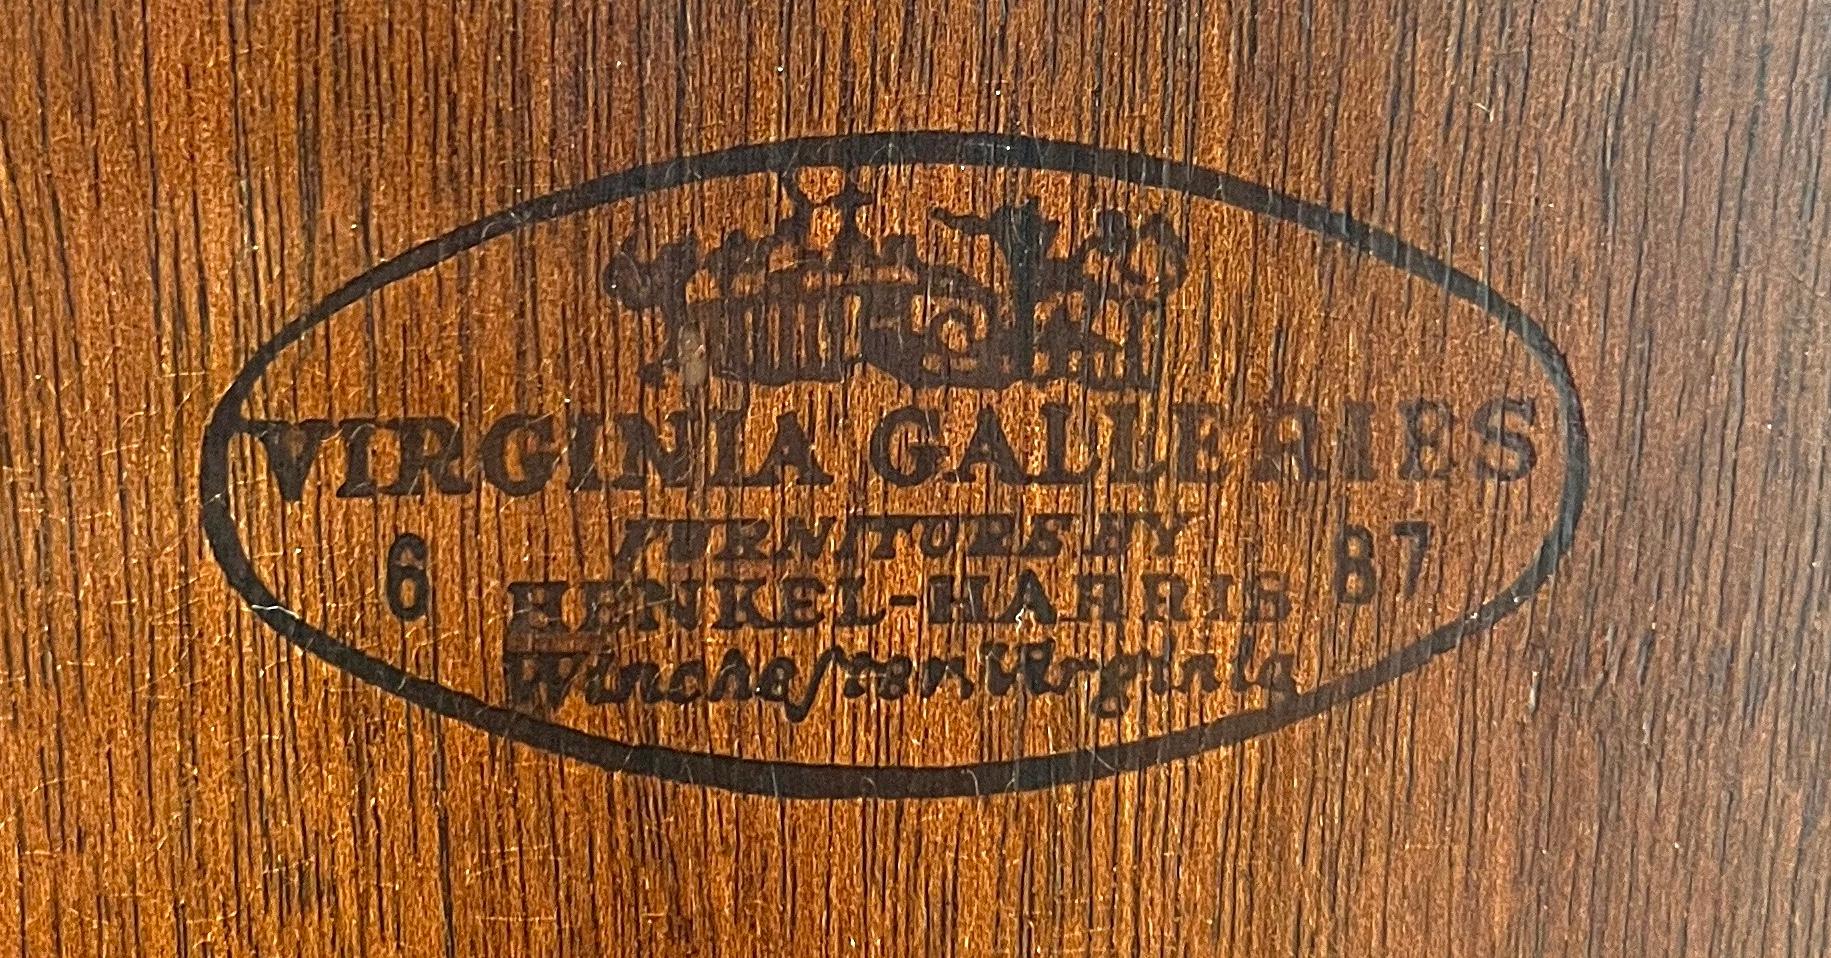 VIRGINIA GALLERIES
FURNITURE BY
6 HENKEL-HARRIS 87
Winchester Virginia